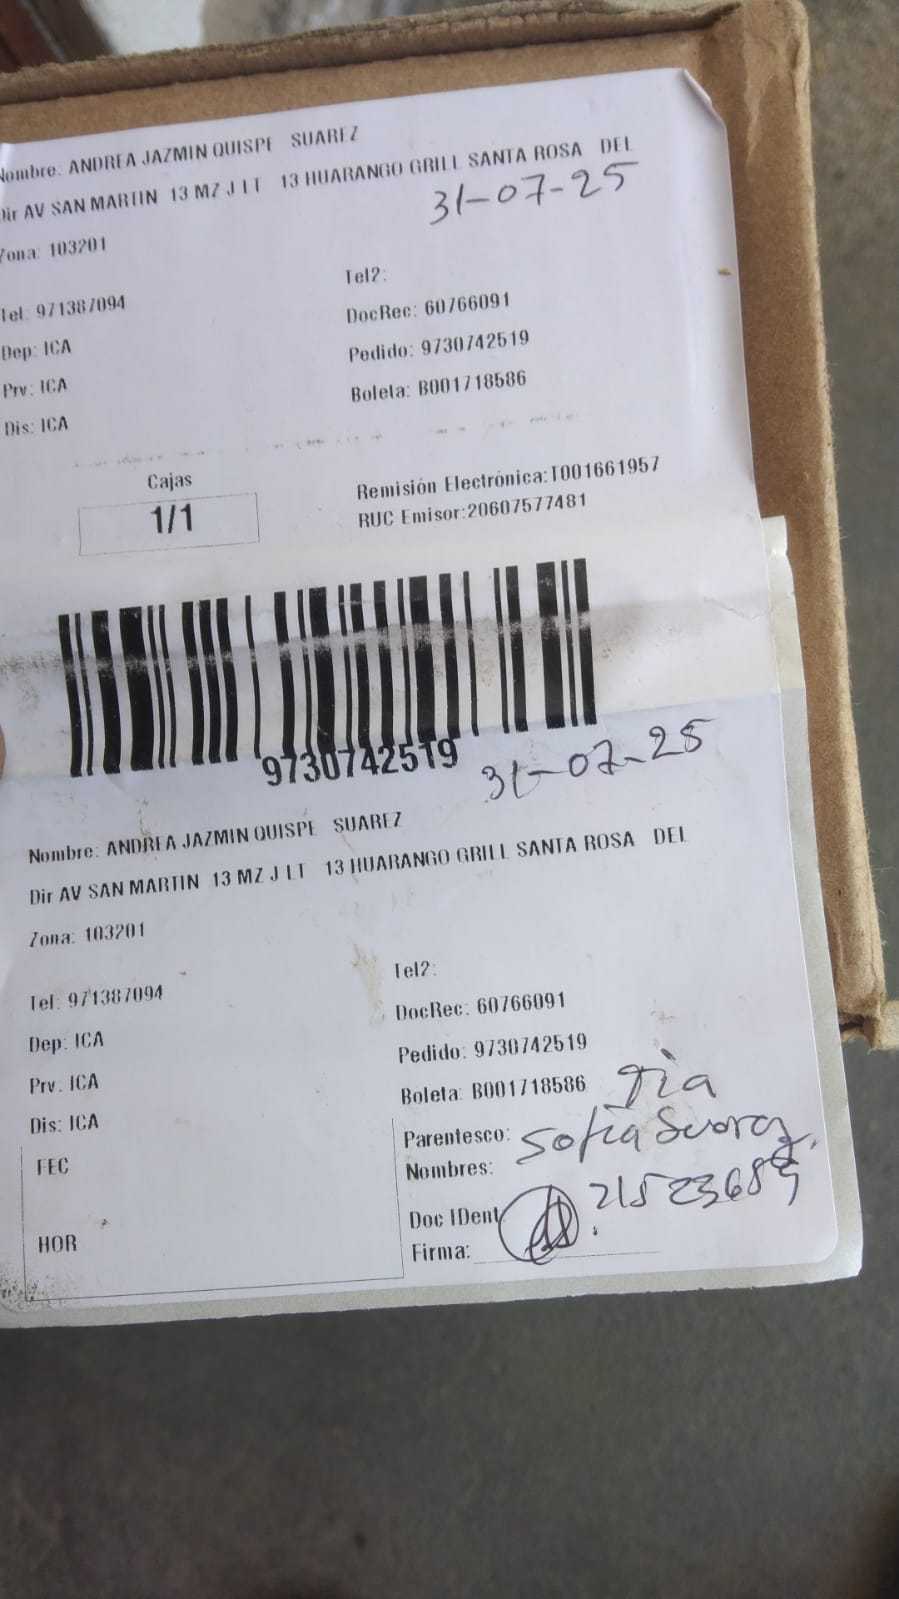 Nombre: ANDREA JAZMIN QUISPE SUAREZ
Dir AV SAN MARTIN 13 MZ J LT 13 HUARANGO GRILL SANTA ROSA DEL
31-07-25
Zona: 103201
Tel2:
Tel: 971387094
DocRec: 60766091
Dep: ICA
Pedido: 9730742519
Prv: ICA
Boleta: B001718586
Dis: ICA
Cajas
1/1
Remisión Electrónica:T001661957
RUC Emisor:20607577481
9730742519
31-07-25
Nombre: ANDREA JAZMIN QUISPE SUAREZ
Dir AV SAN MARTIN 13 MZ J LT 13 HUARANGO GRILL SANTA ROSA DEL
Zona: 103201
Tel2:
Tel: 971387094
DocRec: 60766091
Dep: ICA
Pedido: 9730742519
Prv: ICA
Boleta: B001718586
Dis: ICA
Parentesco: Tia
Nombres: Sofia Suarez
FEC
Doc IDent 21523689
HOR
Firma: